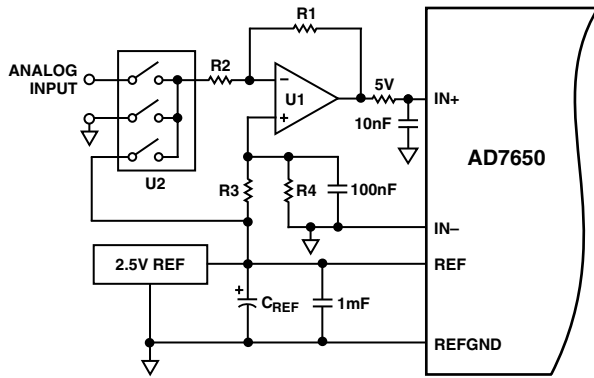 R1
ANALOG
INPUT
R2
−
U1
+
5V
IN+
10nF
AD7650
U2
R3
R4
100nF
IN–
2.5V REF
REF
+
CREF
1mF
REFGND